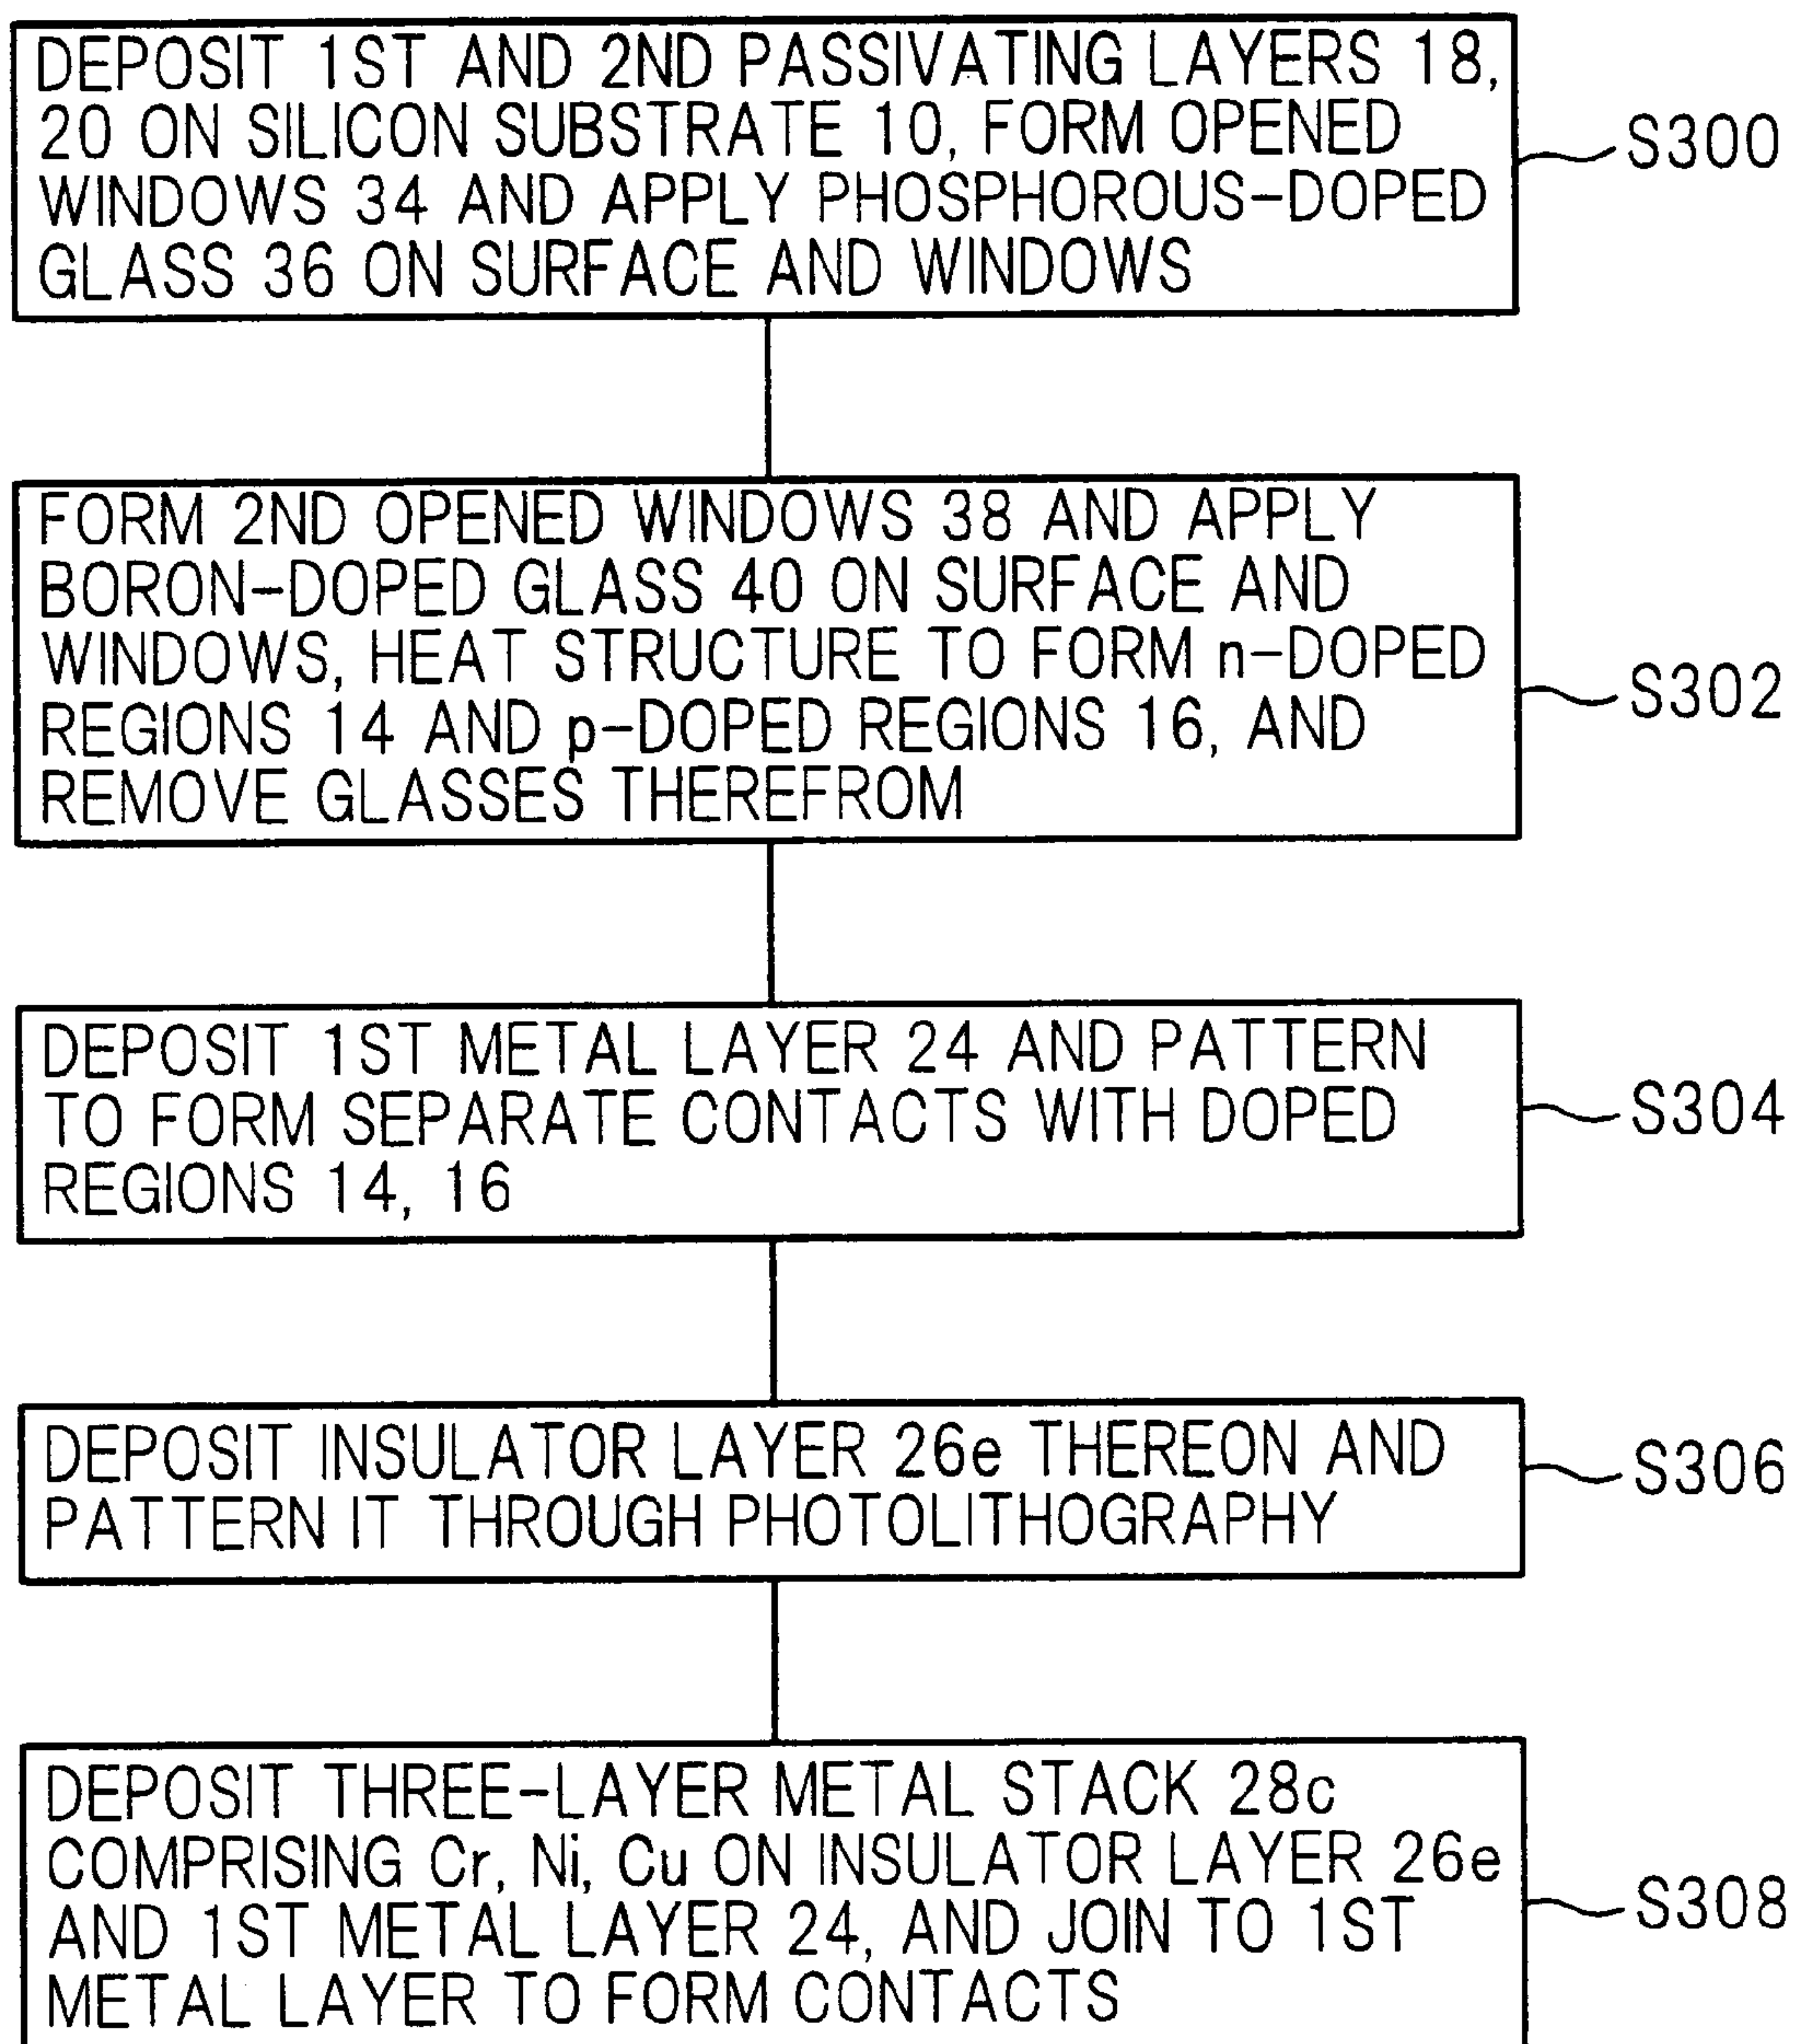 DEPOSIT 1ST AND 2ND PASSIVATING LAYERS 18,
20 ON SILICON SUBSTRATE 10, FORM OPENED
WINDOWS 34 AND APPLY PHOSPHOROUS-DOPED
GLASS 36 ON SURFACE AND WINDOWS
S300
FORM 2ND OPENED WINDOWS 38 AND APPLY
BORON-DOPED GLASS 40 ON SURFACE AND
WINDOWS, HEAT STRUCTURE TO FORM n-DOPED
REGIONS 14 AND p-DOPED REGIONS 16, AND
REMOVE GLASSES THEREFROM
S302
DEPOSIT 1ST METAL LAYER 24 AND PATTERN
TO FORM SEPARATE CONTACTS WITH DOPED
REGIONS 14, 16
S304
DEPOSIT INSULATOR LAYER 26e THEREON AND
PATTERN IT THROUGH PHOTOLITHOGRAPHY
S306
DEPOSIT THREE-LAYER METAL STACK 28c
COMPRISING Cr, Ni, Cu ON INSULATOR LAYER 26e
AND 1ST METAL LAYER 24, AND JOIN TO 1ST
METAL LAYER TO FORM CONTACTS
S308